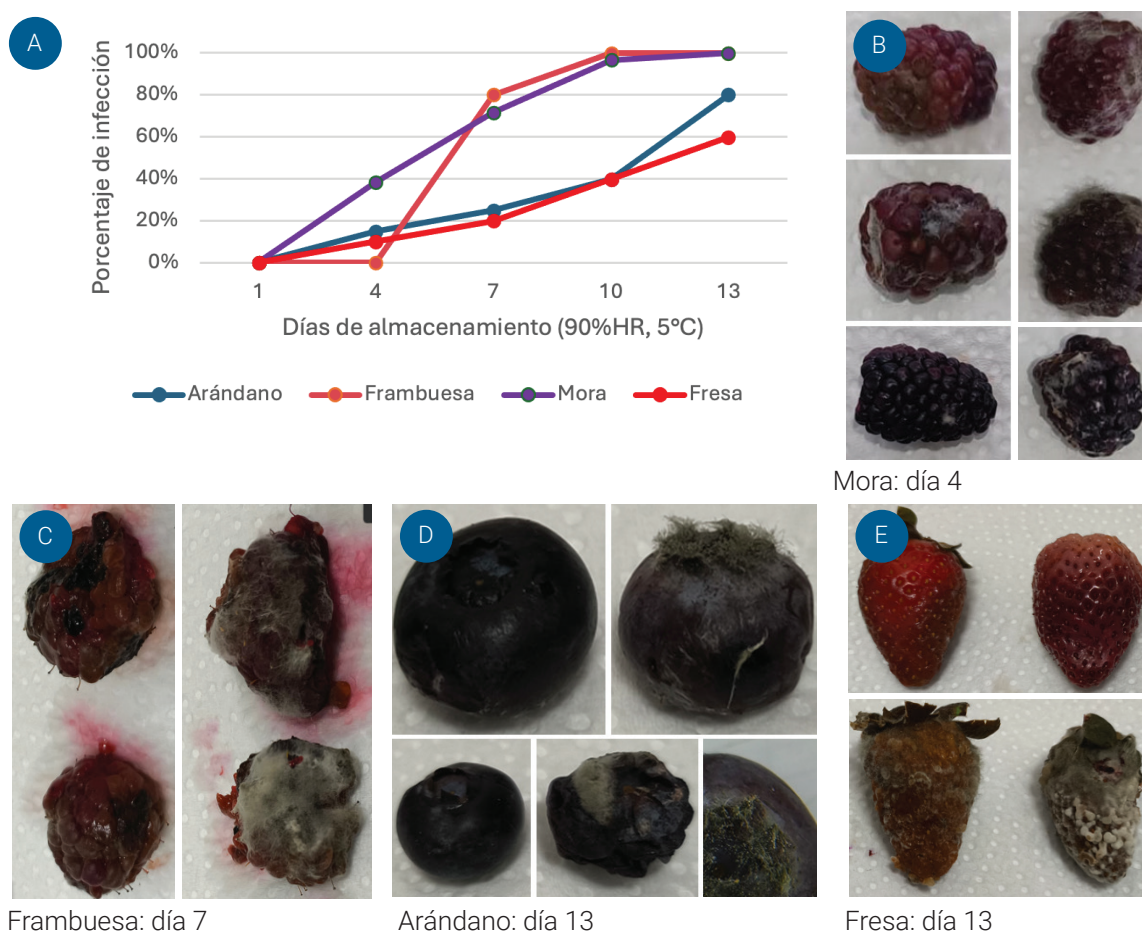 A
Porcentaje de infección
100%
80%
60%
40%
20%
0%
1 4 7 10 13
Días de almacenamiento (90%HR, 5°C)
Arándano Frambuesa Mora Fresa
B
Mora: día 4
C
Frambuesa: día 7
D
Arándano: día 13
E
Fresa: día 13